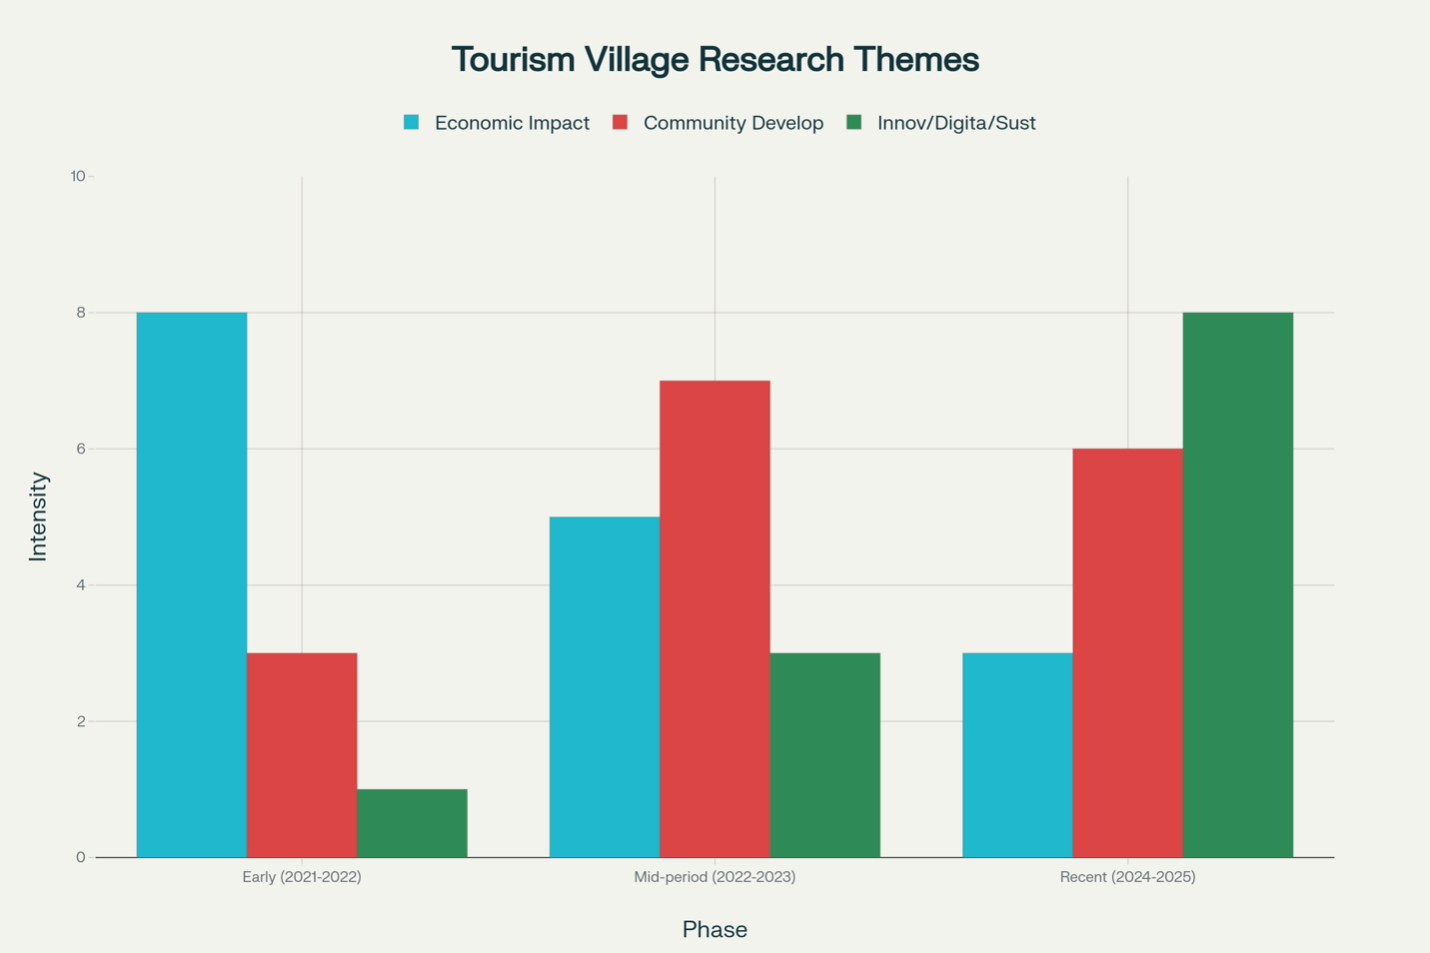 Tourism Village Research Themes
Economic Impact Community Develop Innov/Digita/Sust
10
8
6
4
2
0
Intensity
Early (2021-2022) Mid-period (2022-2023) Recent (2024-2025)
Phase